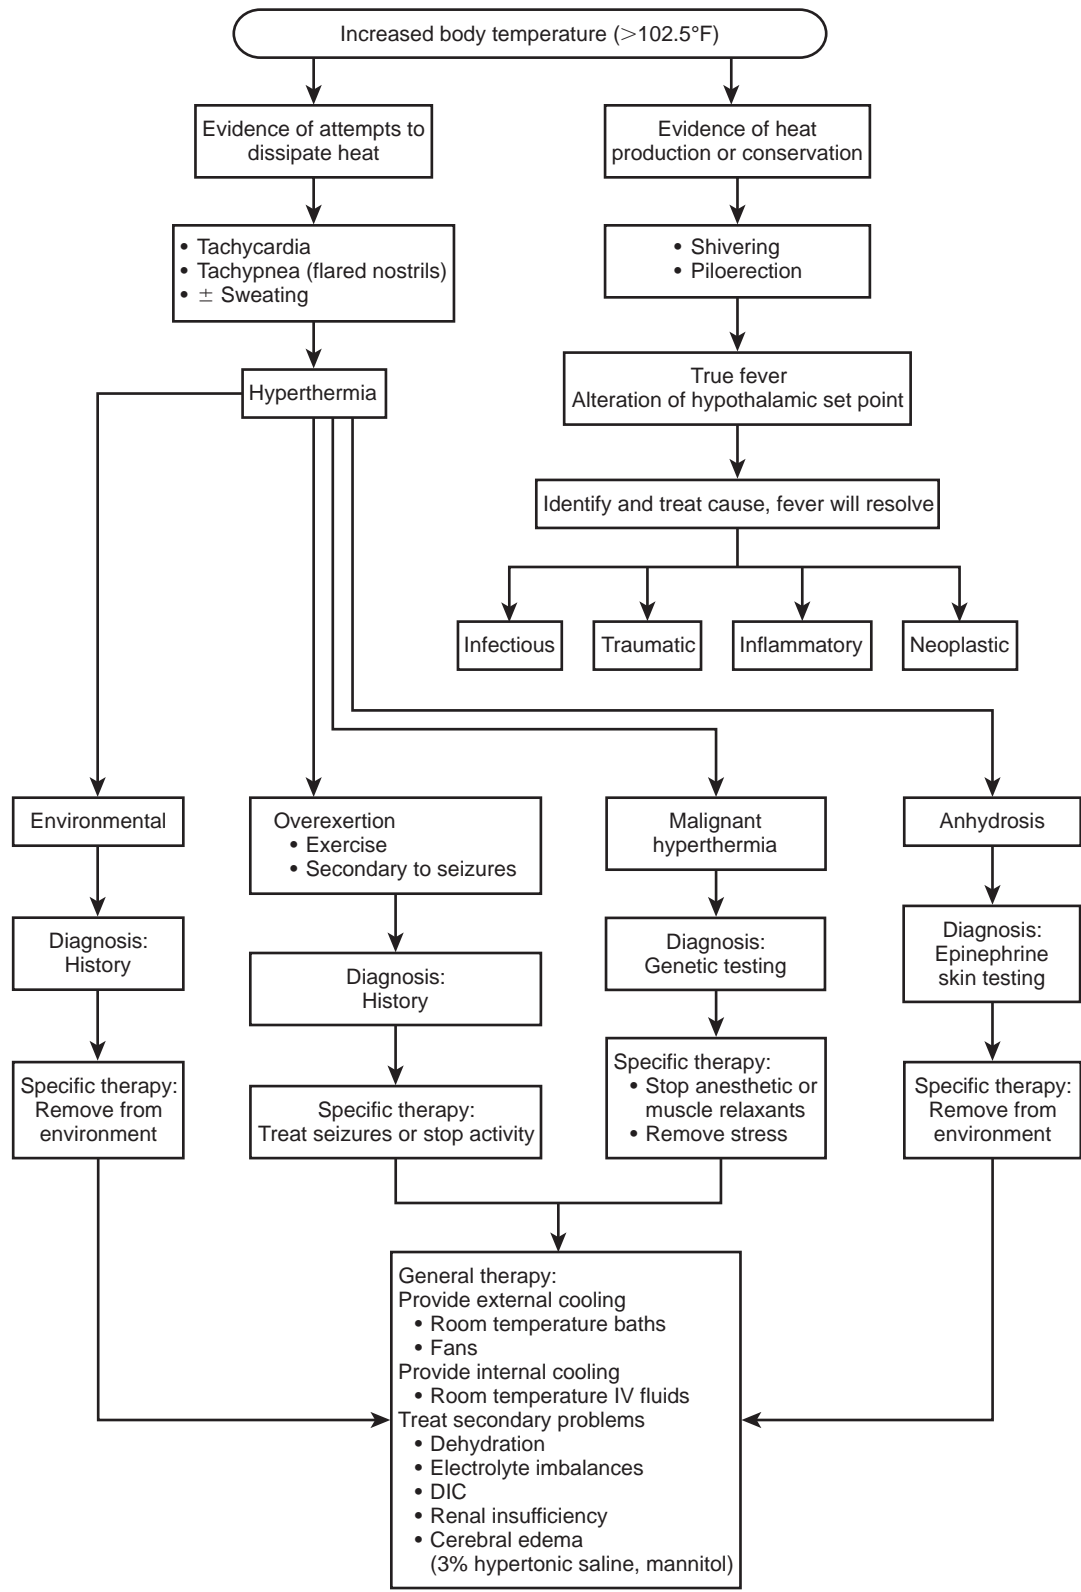 Increased body temperature (>102.5°F)
Evidence of attempts to
dissipate heat
Evidence of heat
production or conservation
• Tachycardia
• Tachypnea (flared nostrils)
• ± Sweating
• Shivering
• Piloerection
Hyperthermia
True fever
Alteration of hypothalamic set point
Identify and treat cause, fever will resolve
Infectious
Traumatic
Inflammatory
Neoplastic
Environmental
Overexertion
• Exercise
• Secondary to seizures
Malignant
hyperthermia
Anhydrosis
Diagnosis:
History
Diagnosis:
History
Diagnosis:
Genetic testing
Diagnosis:
Epinephrine
skin testing
Specific therapy:
Remove from
environment
Specific therapy:
Treat seizures or stop activity
Specific therapy:
• Stop anesthetic or
muscle relaxants
• Remove stress
Specific therapy:
Remove from
environment
General therapy:
Provide external cooling
• Room temperature baths
• Fans
Provide internal cooling
• Room temperature IV fluids
Treat secondary problems
• Dehydration
• Electrolyte imbalances
• DIC
• Renal insufficiency
• Cerebral edema
(3% hypertonic saline, mannitol)